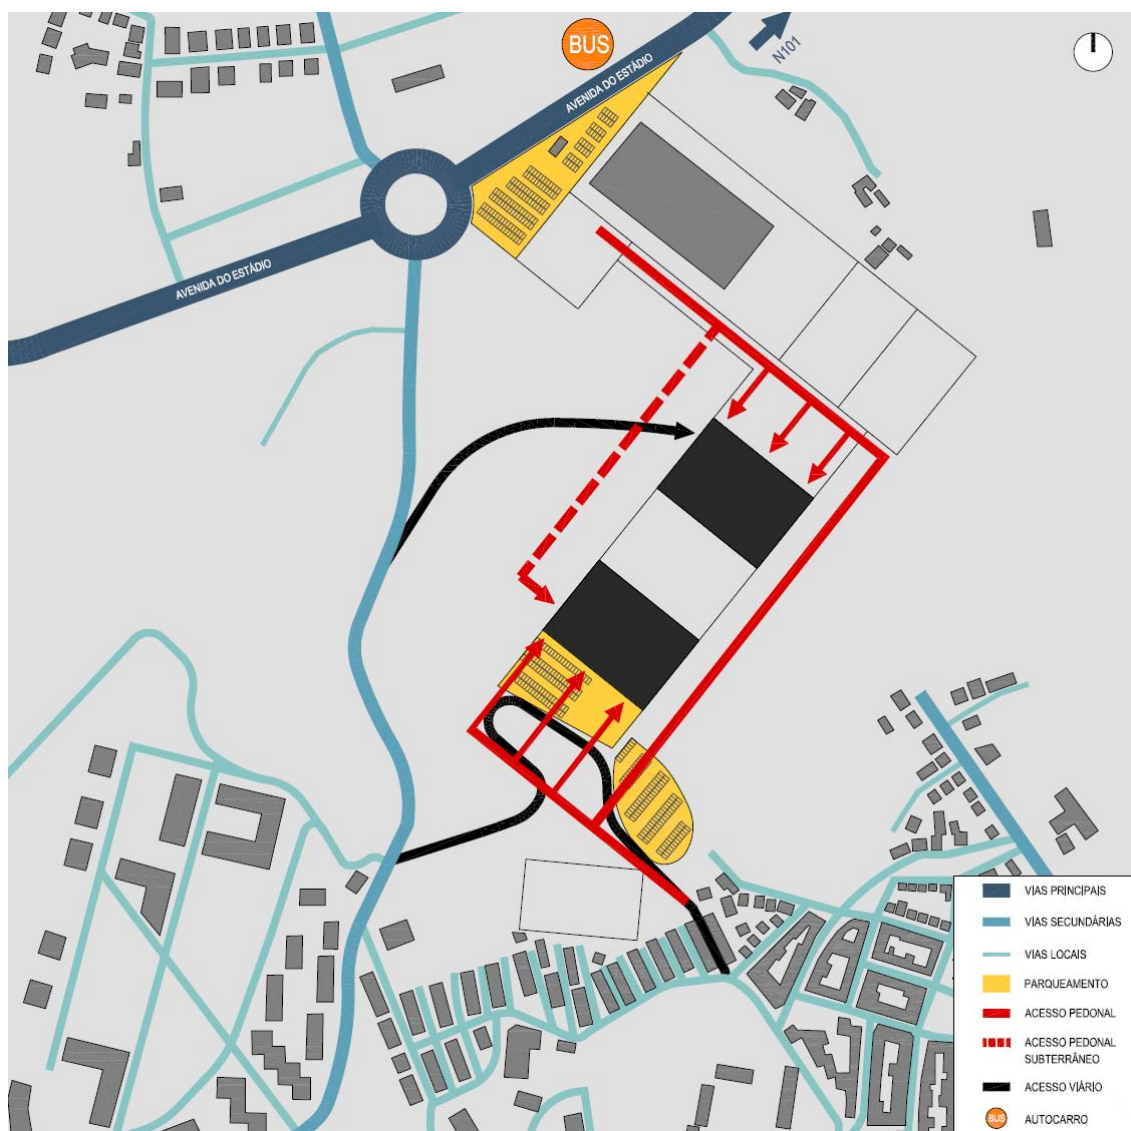 BUS
N101
AVENIDA DO ESTÁDIO
AVENIDA DO ESTÁDIO
VIAS PRINCIPAIS
VIAS SECUNDÁRIAS
VIAS LOCAIS
PARQUEAMENTO
ACESSO PEDONAL
ACESSO PEDONAL
SUBTERRÂNEO
ACESSO VIÁRIO
BUS AUTOCARRO